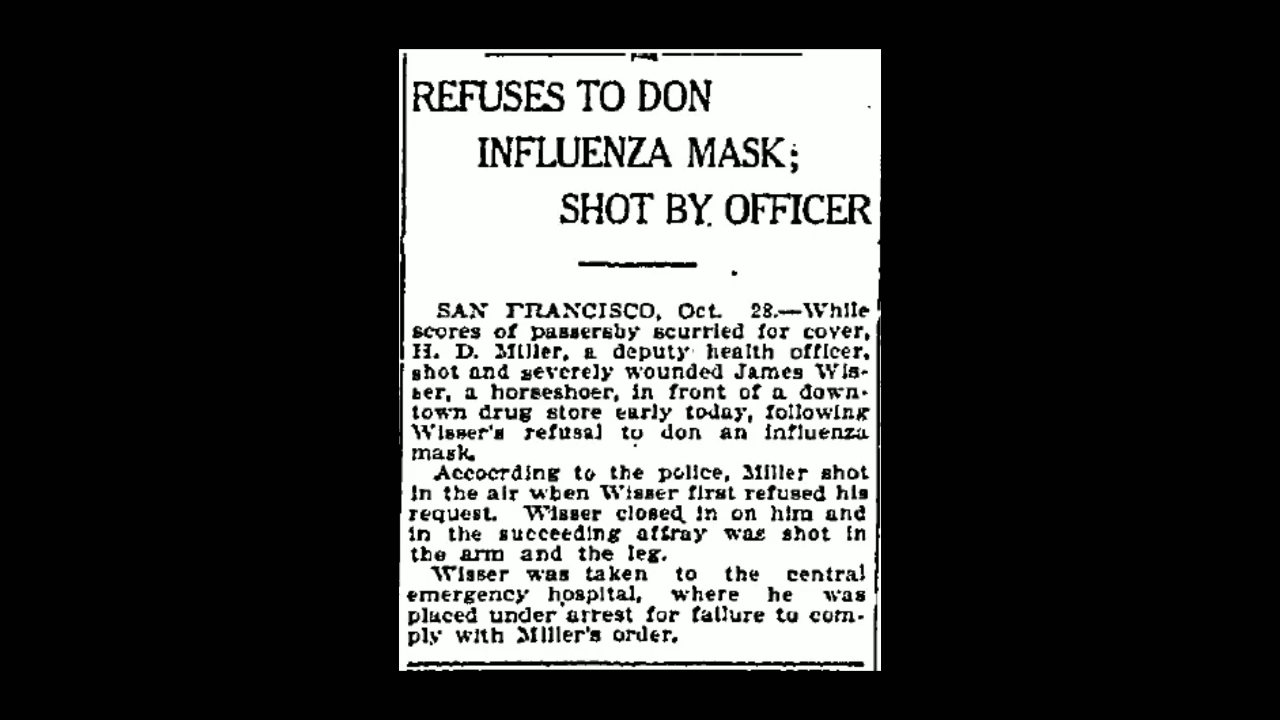 REFUSES TO DON
INFLUENZA MASK;
SHOT BY OFFICER
SAN FRANCISCO, Oct. 28.—While
scores of passersby scurried for cover,
H. D. Miller, a deputy health officer,
shot and severely wounded James Wis-
ser, a horseshoer, in front of a down-
town drug store early today, following
Wisser's refusal to don an influenza
mask.
Accoerding to the police, Miller shot
in the air when Wisser first refused his
request. Wisser closed in on him and
in the succeeding affray was shot in
the arm and the leg.
Wisser was taken to the central
emergency hospital, where he was
placed under arrest for failure to com-
ply with Miller's order.